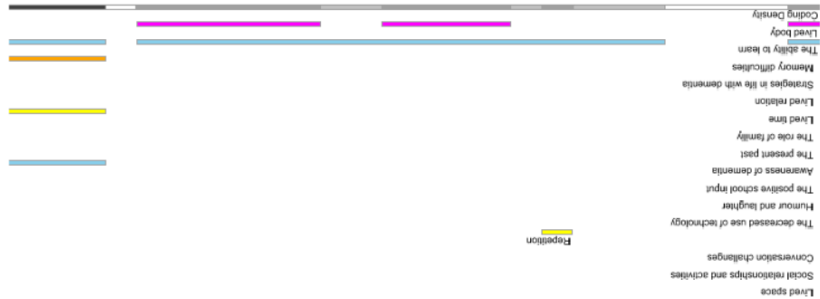 Lived space
Social relationships and activities
Conversation challenges
Repetition
The decreased use of technology
Humour and laughter
The positive school input
Awareness of dementia
The present past
The role of family
Lived time
Lived relation
Strategies in life with dementia
Memory difficulties
The ability to learn
Lived body
Coding Density